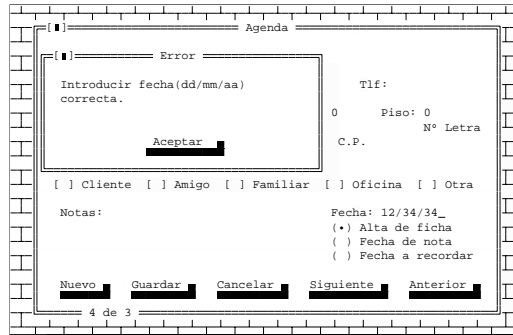 [▪] Agenda
[▪] Error
Introducir fecha(dd/mm/aa)
correcta.
Aceptar
Tlf:
0 Piso: 0
Nº Letra
C.P.
[ ] Cliente [ ] Amigo [ ] Familiar [ ] Oficina [ ] Otra
Notas: Fecha: 12/34/34_
(•) Alta de ficha
( ) Fecha de nota
( ) Fecha a recordar
Nuevo Guardar Cancelar Siguiente Anterior
4 de 3